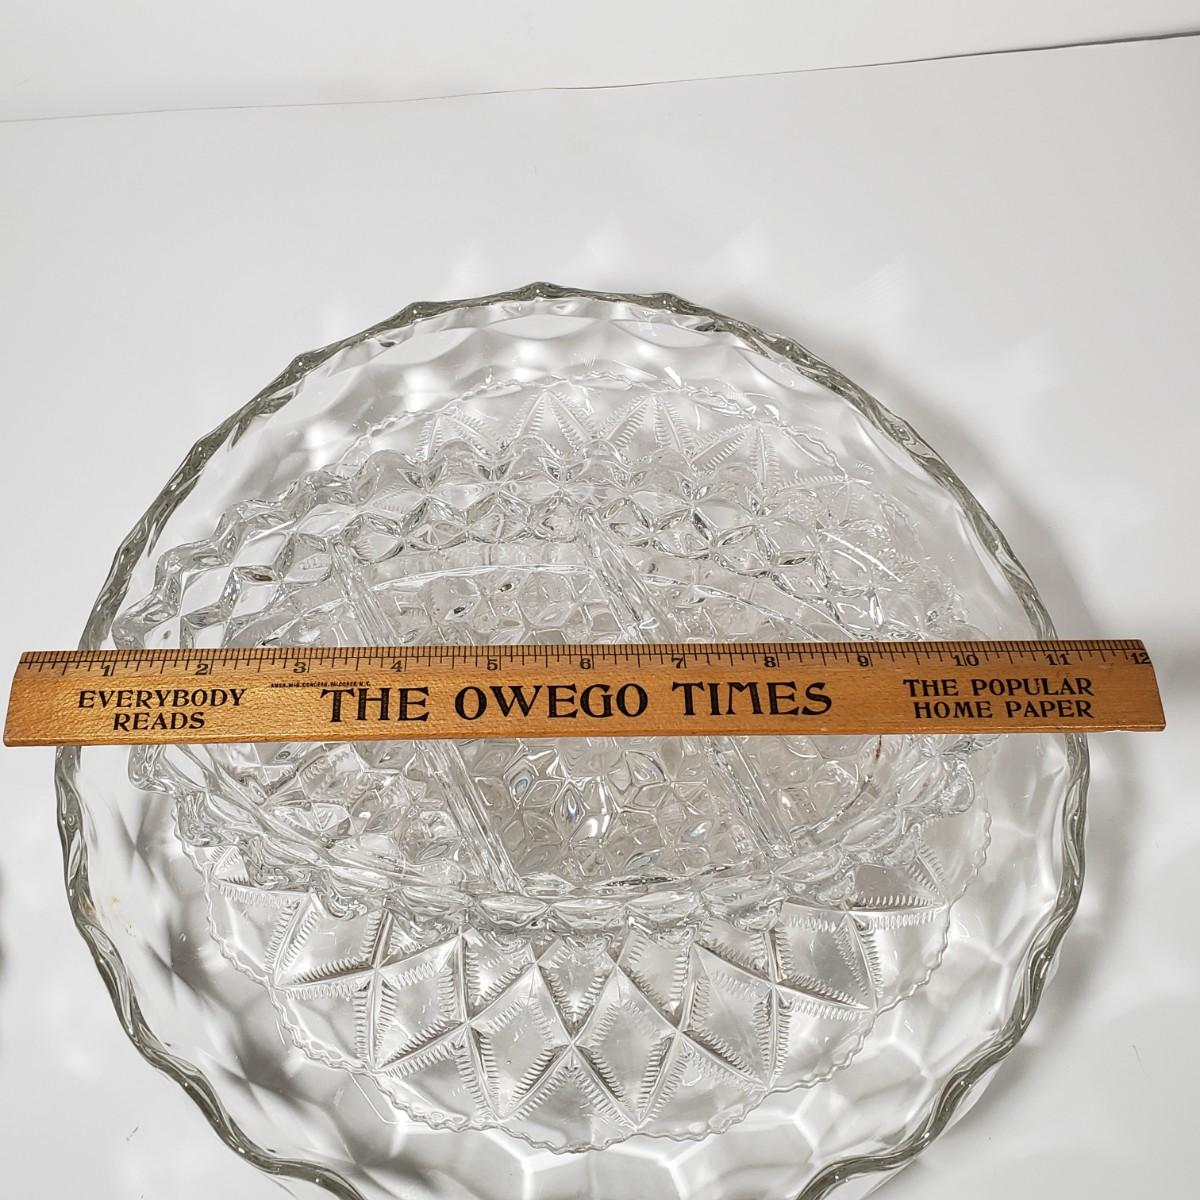 1 2 3 4 5 6 7 8 9 10 11 12
EVERYBODY
READS
THE OWEGO TIMES
THE POPULAR
HOME PAPER